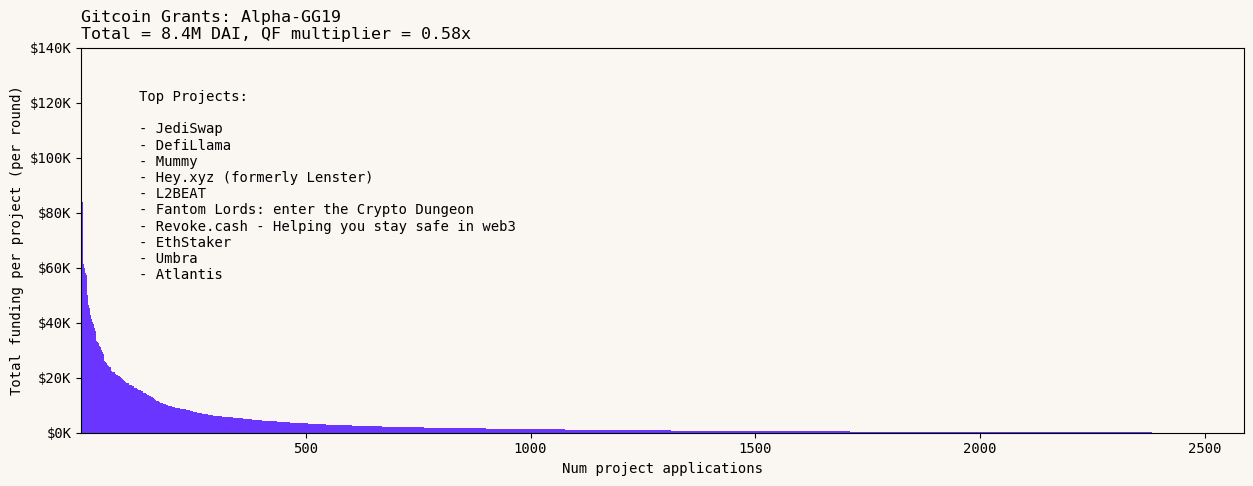 Gitcoin Grants: Alpha-GG19
Total = 8.4M DAI, QF multiplier = 0.58x
$140K
$120K
$100K
$80K
$60K
$40K
$20K
$0K
Total funding per project (per round)
Top Projects:
- JediSwap
- DefiLlama
- Mummy
- Hey.xyz (formerly Lenster)
- L2BEAT
- Fantom Lords: enter the Crypto Dungeon
- Revoke.cash - Helping you stay safe in web3
- EthStaker
- Umbra
- Atlantis
500 1000 1500 2000 2500
Num project applications